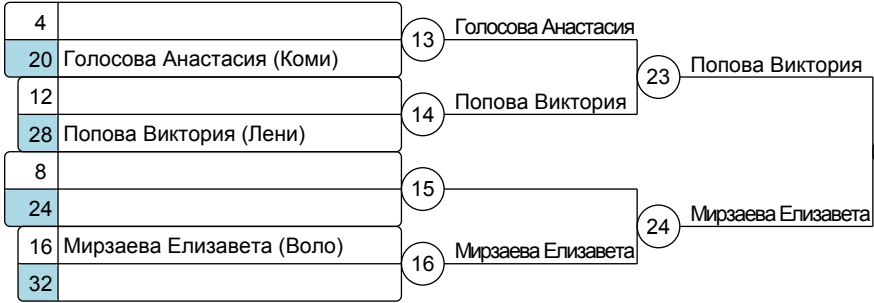 4
20 Голосова Анастасия (Коми)
12
28 Попова Виктория (Лени)
8
24
16 Мирзаева Елизавета (Воло)
32
13 Голосова Анастасия
14 Попова Виктория
15
16 Мирзаева Елизавета
23 Попова Виктория
24 Мирзаева Елизавета